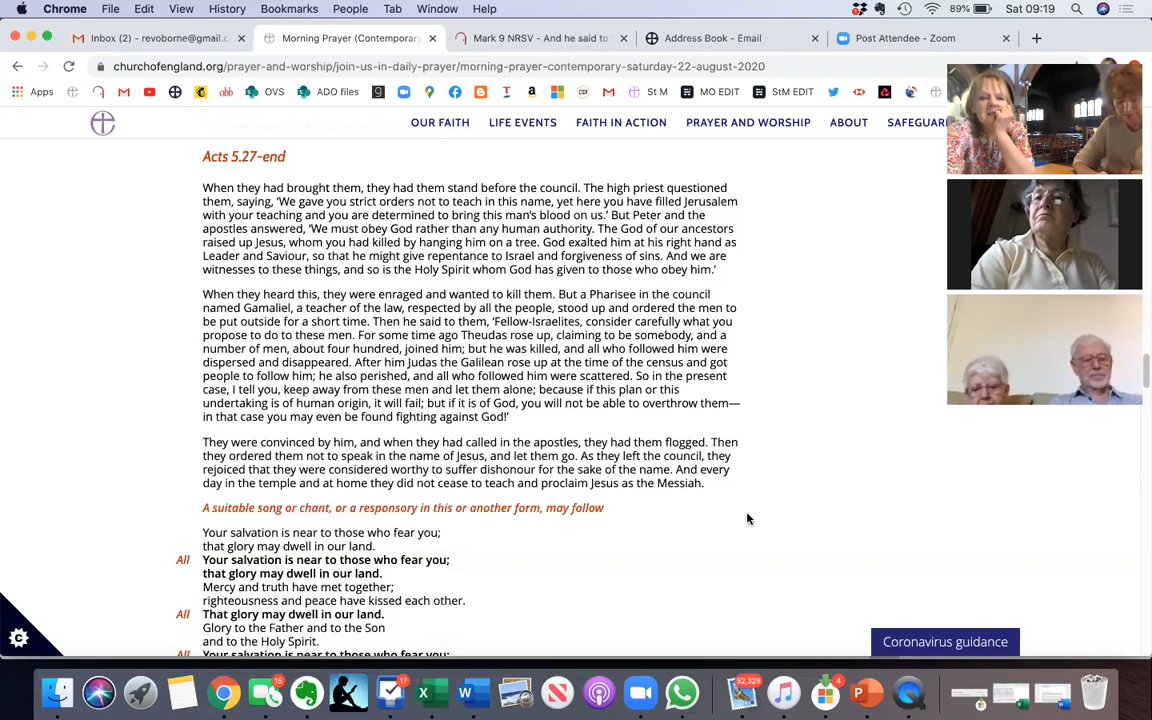 Chrome File Edit View History Bookmarks People Tab Window Help 89% Sat 09:19
Inbox (2) - revoborne@gmail.c Morning Prayer (Contemporar Mark 9 NRSV - And he said to Address Book - Email Post Attendee - Zoom
churchofengland.org/prayer-and-worship/join-us-in-daily-prayer/morning-prayer-contemporary-saturday-22-august-2020
Apps OVS ADO files St M MO EDIT StM EDIT
OUR FAITH LIFE EVENTS FAITH IN ACTION PRAYER AND WORSHIP ABOUT SAFEGUAR
Acts 5.27-end
When they had brought them, they had them stand before the council. The high priest questioned
them, saying, ‘We gave you strict orders not to teach in this name, yet here you have filled Jerusalem
with your teaching and you are determined to bring this man’s blood on us.’ But Peter and the
apostles answered, ‘We must obey God rather than any human authority. The God of our ancestors
raised up Jesus, whom you had killed by hanging him on a tree. God exalted him at his right hand as
Leader and Saviour, so that he might give repentance to Israel and forgiveness of sins. And we are
witnesses to these things, and so is the Holy Spirit whom God has given to those who obey him.’
When they heard this, they were enraged and wanted to kill them. But a Pharisee in the council
named Gamaliel, a teacher of the law, respected by all the people, stood up and ordered the men to
be put outside for a short time. Then he said to them, ‘Fellow-Israelites, consider carefully what you
propose to do to these men. For some time ago Theudas rose up, claiming to be somebody, and a
number of men, about four hundred, joined him; but he was killed, and all who followed him were
dispersed and disappeared. After him Judas the Galilean rose up at the time of the census and got
people to follow him; he also perished, and all who followed him were scattered. So in the present
case, I tell you, keep away from these men and let them alone; because if this plan or this
undertaking is of human origin, it will fail; but if it is of God, you will not be able to overthrow them—
in that case you may even be found fighting against God!’
They were convinced by him, and when they had called in the apostles, they had them flogged. Then
they ordered them not to speak in the name of Jesus, and let them go. As they left the council, they
rejoiced that they were considered worthy to suffer dishonour for the sake of the name. And every
day in the temple and at home they did not cease to teach and proclaim Jesus as the Messiah.
A suitable song or chant, or a responsory in this or another form, may follow
Your salvation is near to those who fear you;
that glory may dwell in our land.
All Your salvation is near to those who fear you;
that glory may dwell in our land.
Mercy and truth have met together;
righteousness and peace have kissed each other.
All That glory may dwell in our land.
Glory to the Father and to the Son
and to the Holy Spirit.
All Your salvation is near to those who fear you;
Coronavirus guidance
15 17 52,328 4